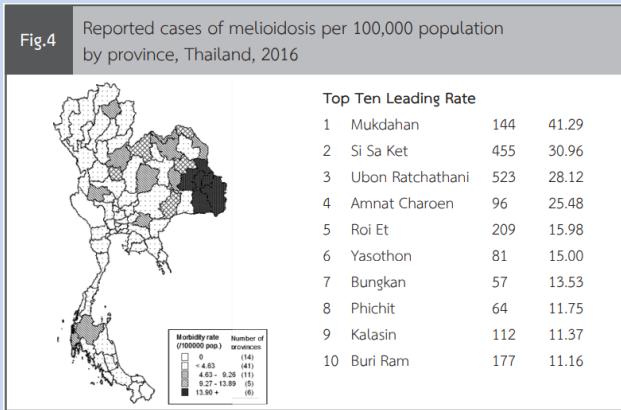 Fig.4
Reported cases of melioidosis per 100,000 population
by province, Thailand, 2016
Top Ten Leading Rate
1 Mukdahan 144 41.29
2 Si Sa Ket 455 30.96
3 Ubon Ratchathani 523 28.12
4 Amnat Charoen 96 25.48
5 Roi Et 209 15.98
6 Yasothon 81 15.00
7 Bungkan 57 13.53
8 Phichit 64 11.75
9 Kalasin 112 11.37
10 Buri Ram 177 11.16
Morbidity rate Number of
(/100000 pop.) provinces
0 (14)
< 4.63 (41)
4.63 - 9.26 (11)
9.27 - 13.89 (5)
13.90 + (6)